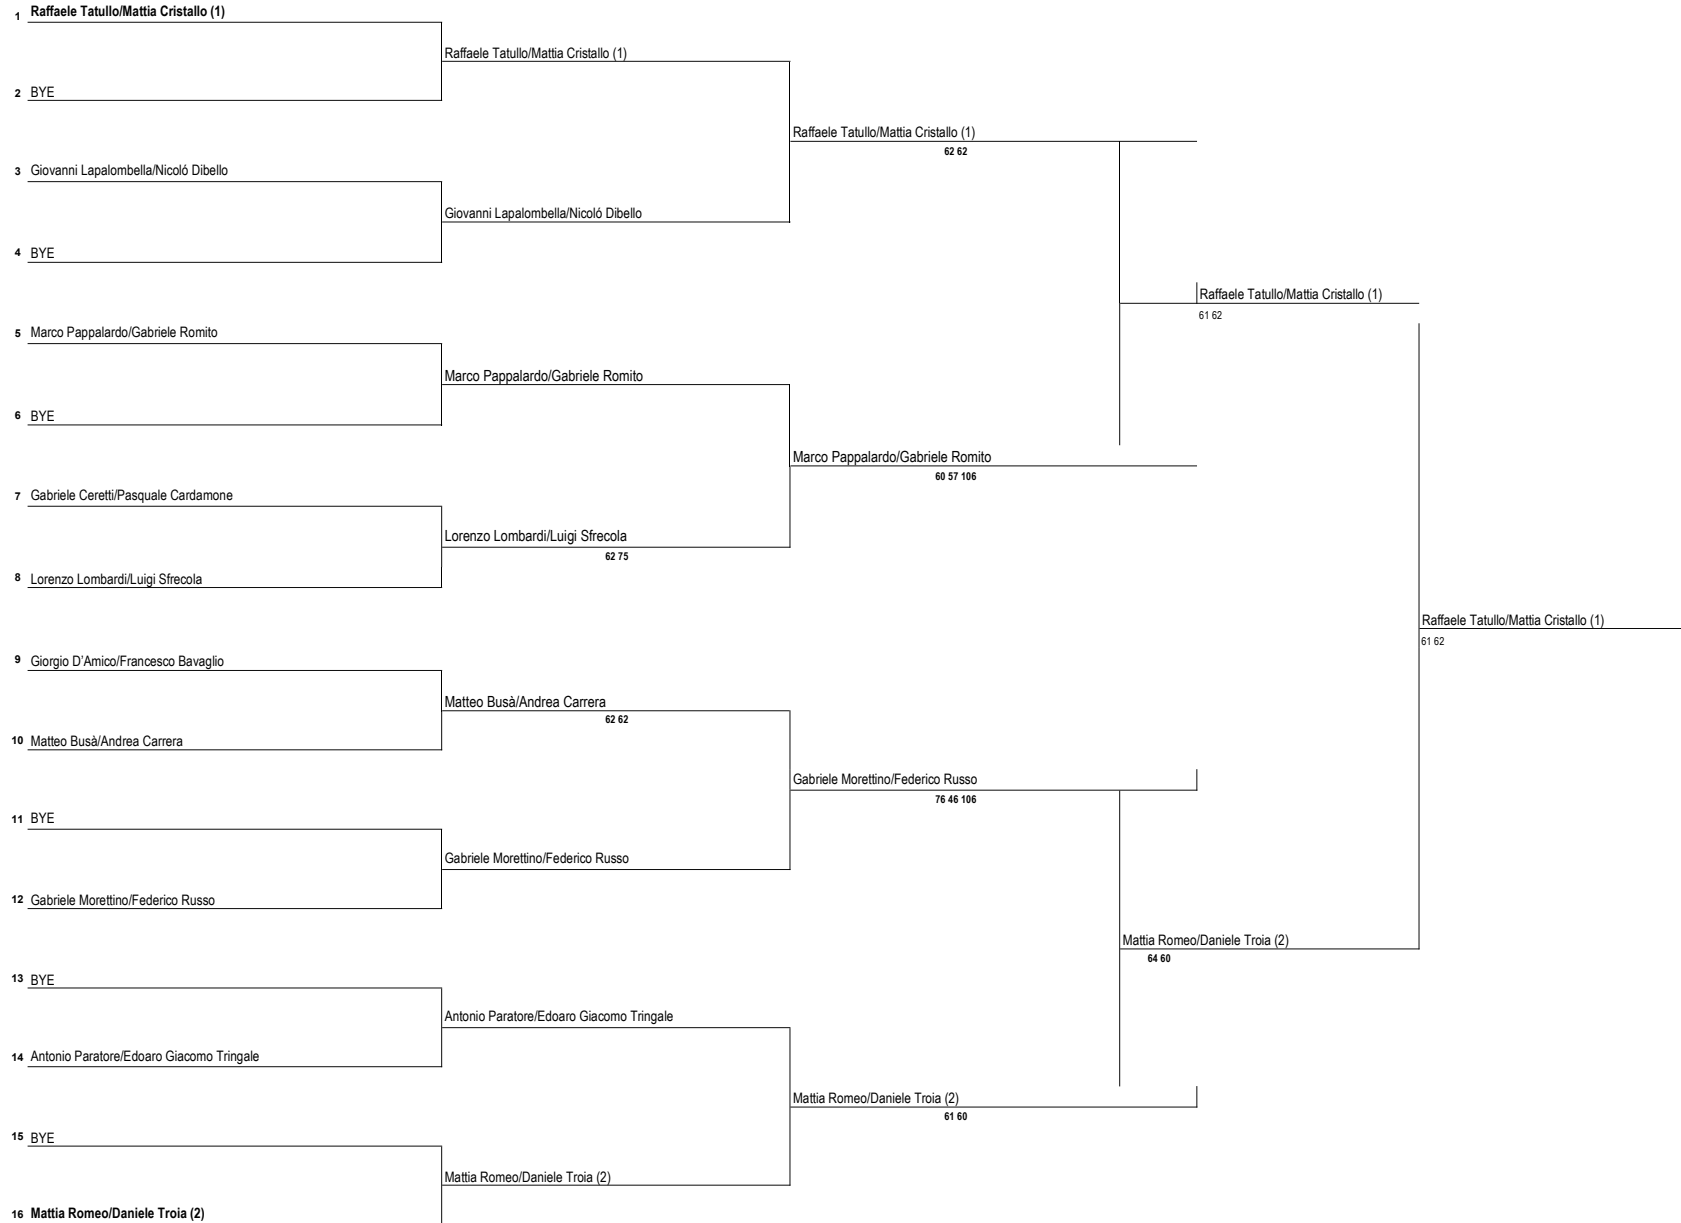 1 Raffaele Tatullo/Mattia Cristallo (1)
Raffaele Tatullo/Mattia Cristallo (1)
2 BYE
Raffaele Tatullo/Mattia Cristallo (1)
62 62
3 Giovanni Lapalombella/Nicoló Dibello
Giovanni Lapalombella/Nicoló Dibello
4 BYE
Raffaele Tatullo/Mattia Cristallo (1)
61 62
5 Marco Pappalardo/Gabriele Romito
Marco Pappalardo/Gabriele Romito
6 BYE
Marco Pappalardo/Gabriele Romito
60 57 106
7 Gabriele Ceretti/Pasquale Cardamone
Lorenzo Lombardi/Luigi Sfrecola
62 75
8 Lorenzo Lombardi/Luigi Sfrecola
Raffaele Tatullo/Mattia Cristallo (1)
61 62
9 Giorgio D'Amico/Francesco Bavaglio
Matteo Busà/Andrea Carrera
62 62
10 Matteo Busà/Andrea Carrera
Gabriele Morettino/Federico Russo
76 46 106
11 BYE
Gabriele Morettino/Federico Russo
12 Gabriele Morettino/Federico Russo
Mattia Romeo/Daniele Troia (2)
64 60
13 BYE
Antonio Paratore/Edoaro Giacomo Tringale
14 Antonio Paratore/Edoaro Giacomo Tringale
Mattia Romeo/Daniele Troia (2)
61 60
15 BYE
Mattia Romeo/Daniele Troia (2)
16 Mattia Romeo/Daniele Troia (2)